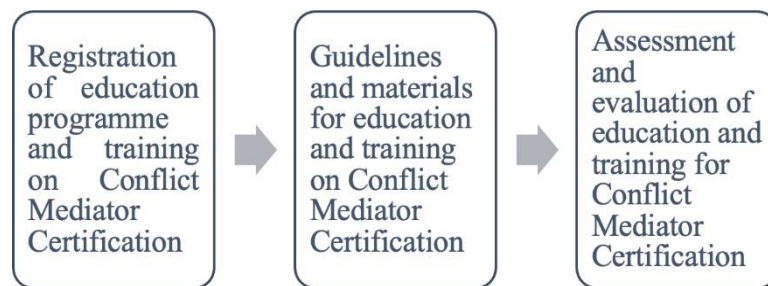 Registration
of education
programme
and training
on Conflict
Mediator
Certification
Guidelines
and materials
for education
and training
on Conflict
Mediator
Certification
Assessment
and
evaluation of
education and
training for
Conflict
Mediator
Certification